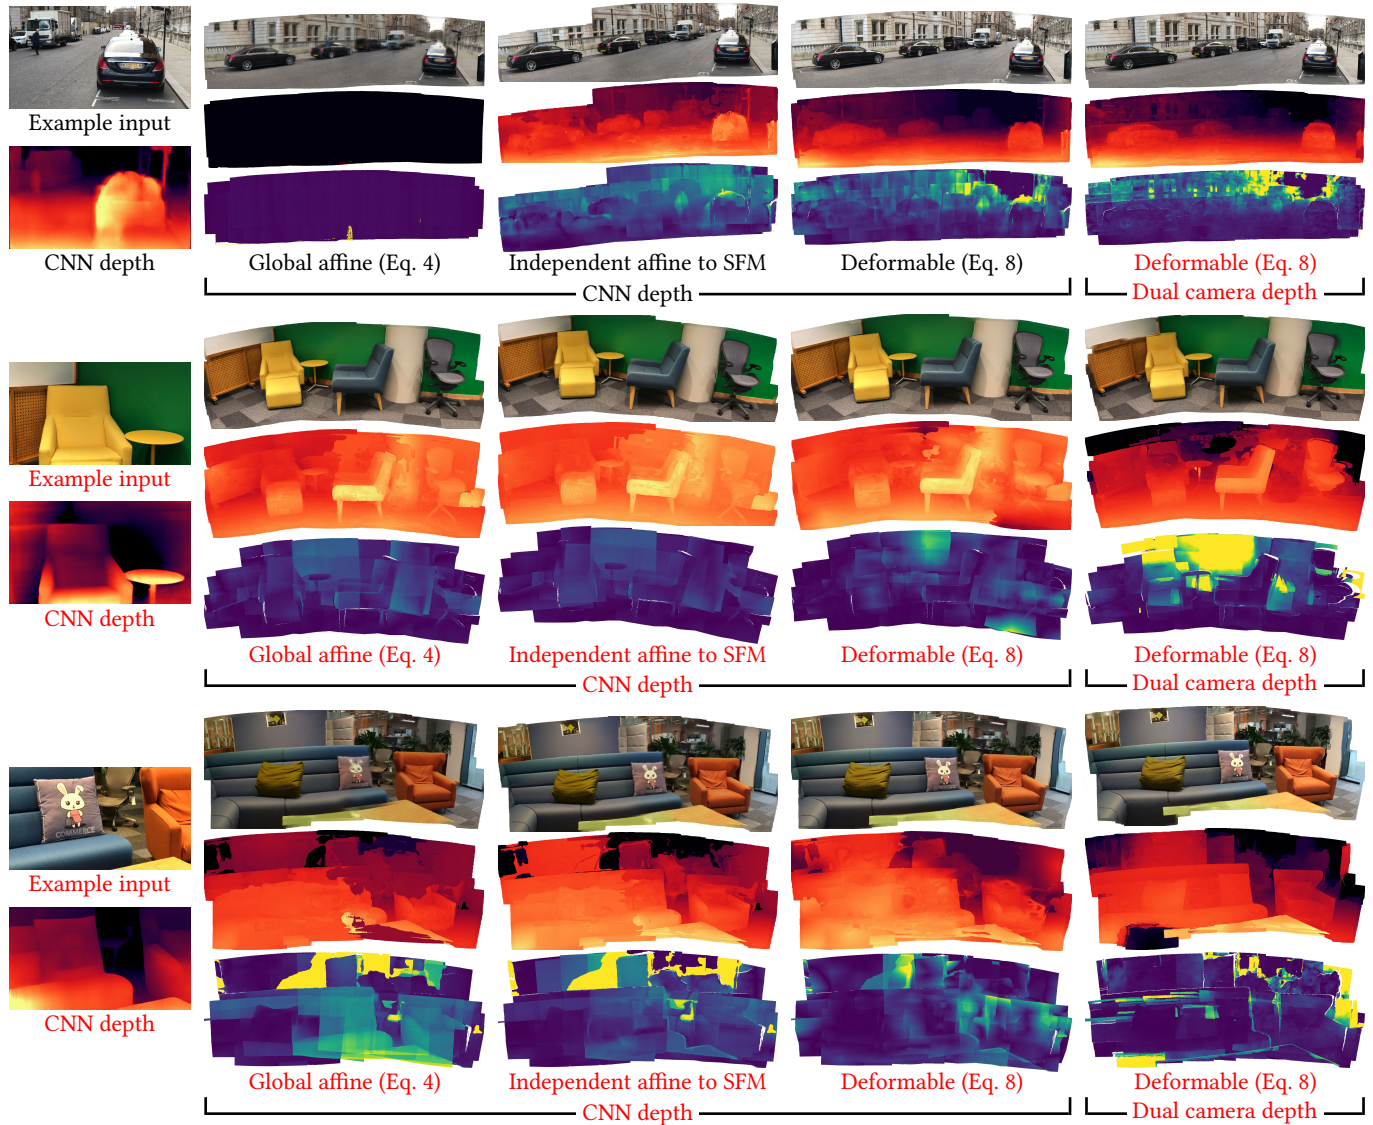 Example input
CNN depth
Global affine (Eq. 4)
Independent affine to SFM
Deformable (Eq. 8)
Deformable (Eq. 8)
CNN depth
Dual camera depth
Example input
CNN depth
Global affine (Eq. 4)
Independent affine to SFM
Deformable (Eq. 8)
Deformable (Eq. 8)
CNN depth
Dual camera depth
COMMERCE
Example input
CNN depth
Global affine (Eq. 4)
Independent affine to SFM
Deformable (Eq. 8)
Deformable (Eq. 8)
CNN depth
Dual camera depth